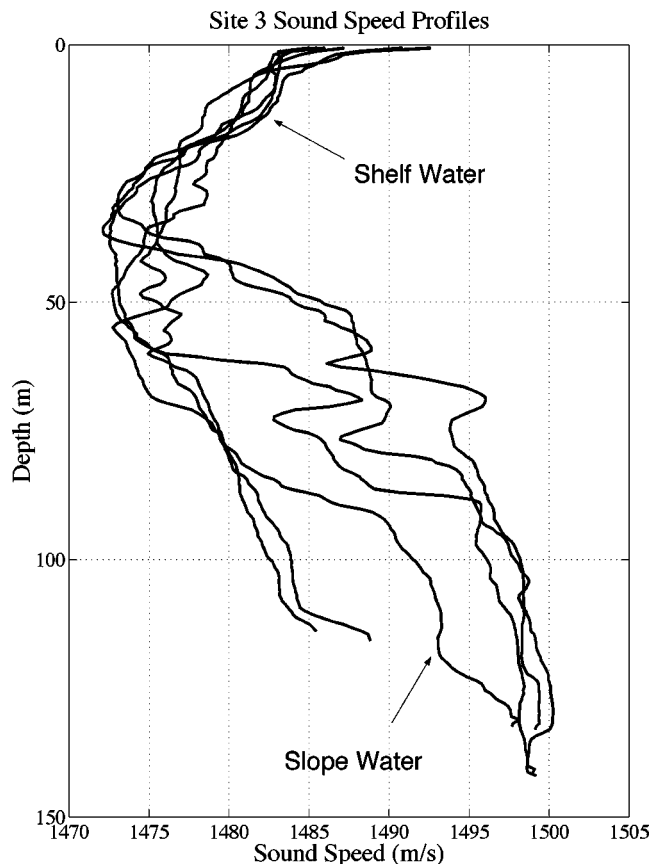 Site 3 Sound Speed Profiles
0
Shelf Water
50
Depth (m)
100
Slope Water
150
1470 1475 1480 1485 1490 1495 1500 1505
Sound Speed (m/s)